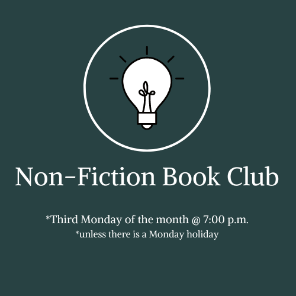 Non-Fiction Book Club
*Third Monday of the month @ 7:00 p.m.
*unless there is a Monday holiday